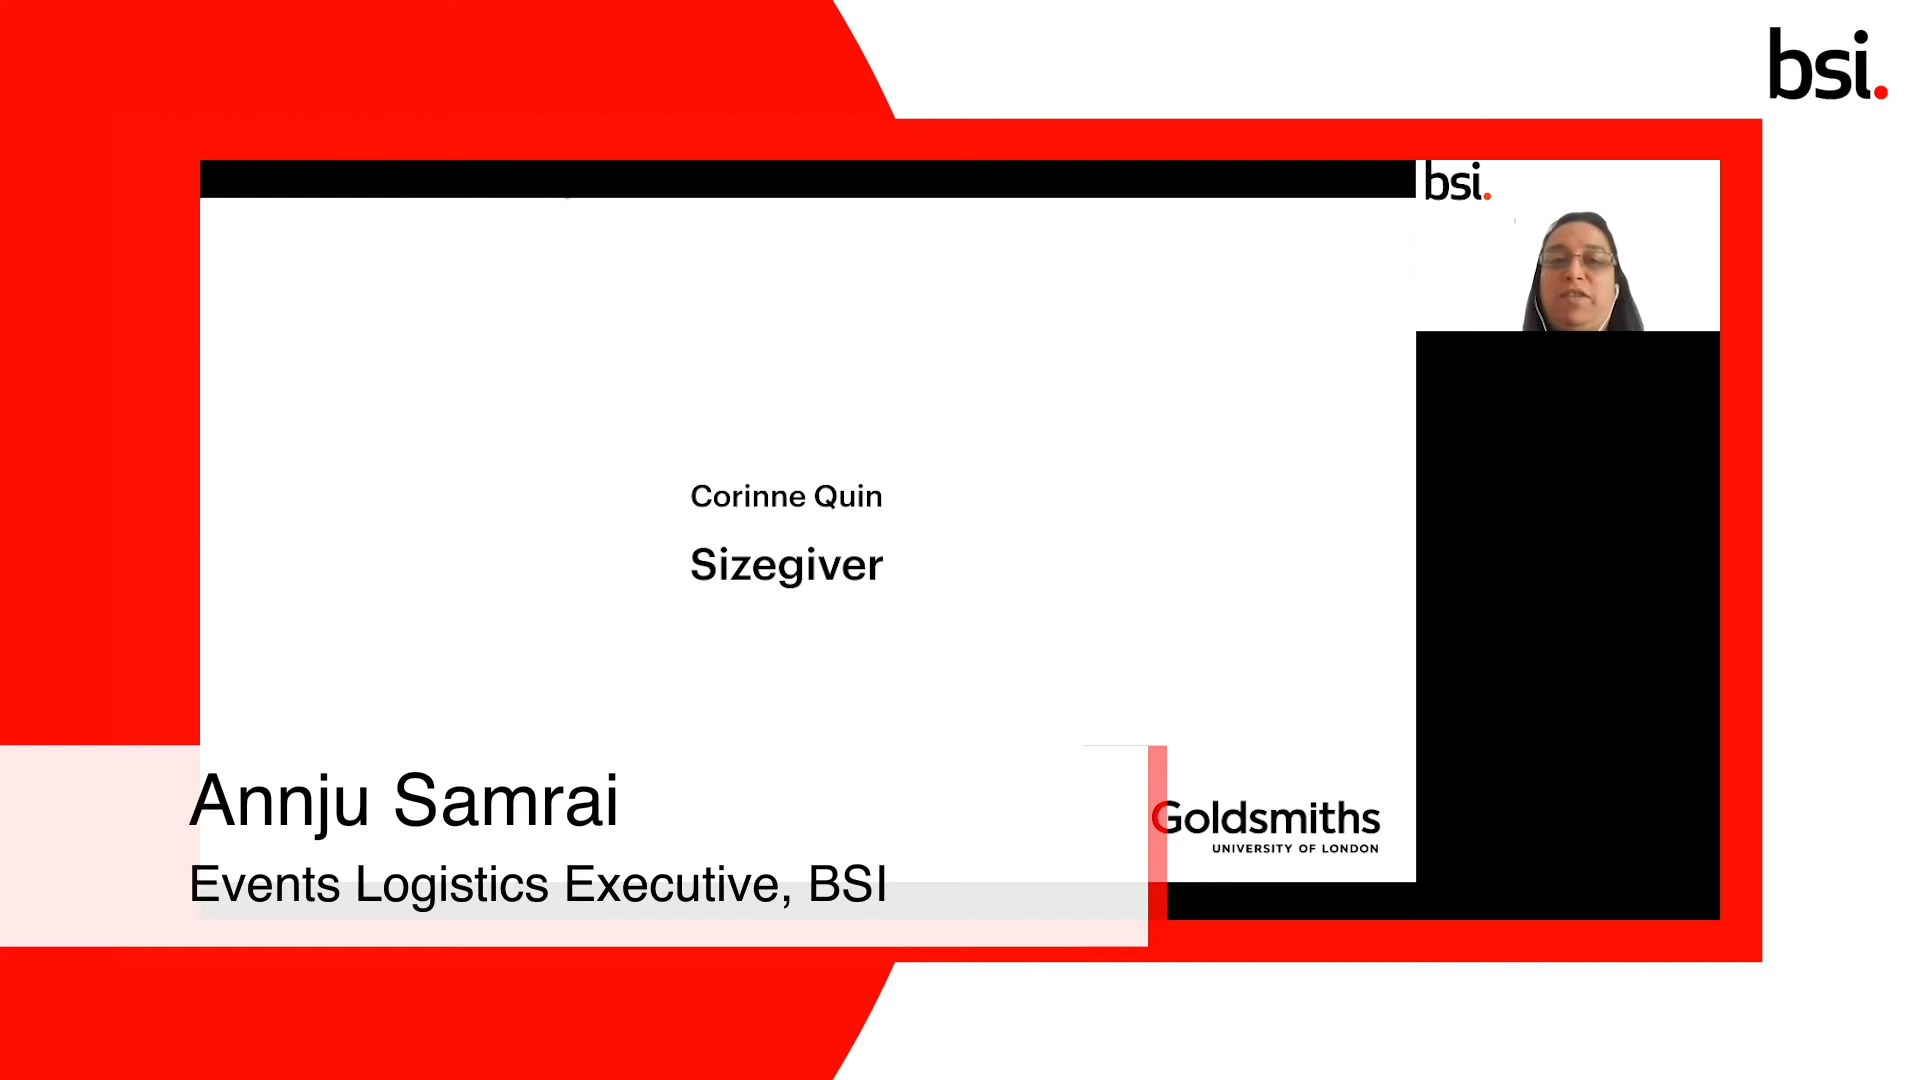 bsi.
bsi.
Corinne Quin
Sizegiver
Annju Samrai
Events Logistics Executive, BSI
Goldsmiths
UNIVERSITY OF LONDON